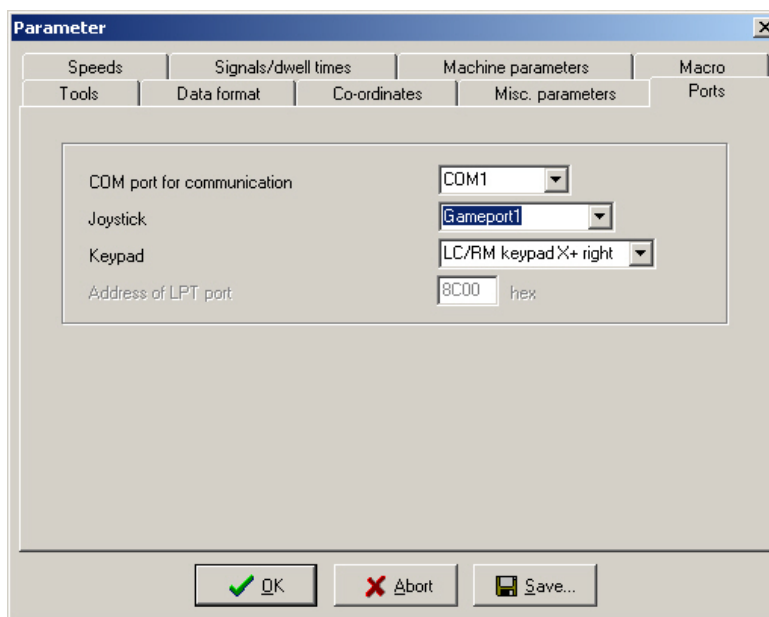 Parameter
Speeds Signals/dwell times Machine parameters Macro
Tools Data format Co-ordinates Misc. parameters Ports
COM port for communication COM1
Joystick Gameport1
Keypad LC/RM keypad X+ right
Address of LPT port 8C00 hex
OK Abort Save...